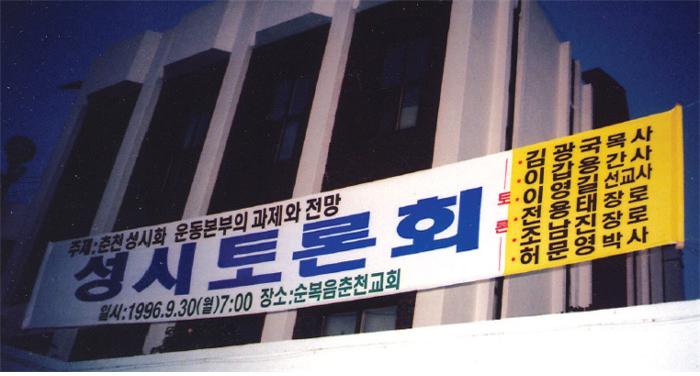 주제:춘천 성시화 운동본부의 과제와 전망
성시토론회
일시:1996.9.30(월)7:00 장소:순복음춘천교회
토론
·김광국목사
·이갑용간사
·이영길선교사
·전용태장로
·조남진장로
·허문영박사